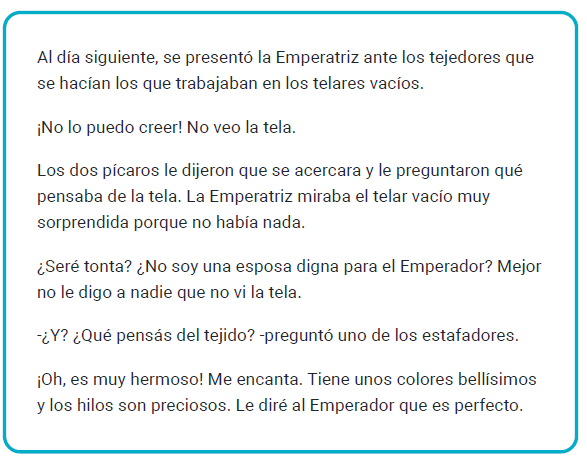 Al día siguiente, se presentó la Emperatriz ante los tejedores que
se hacían los que trabajaban en los telares vacíos.
¡No lo puedo creer! No veo la tela.
Los dos pícaros le dijeron que se acercara y le preguntaron qué
pensaba de la tela. La Emperatriz miraba el telar vacío muy
sorprendida porque no había nada.
¿Seré tonta? ¿No soy una esposa digna para el Emperador? Mejor
no le digo a nadie que no vi la tela.
-¿Y? ¿Qué pensás del tejido? -preguntó uno de los estafadores.
¡Oh, es muy hermoso! Me encanta. Tiene unos colores bellísimos
y los hilos son preciosos. Le diré al Emperador que es perfecto.